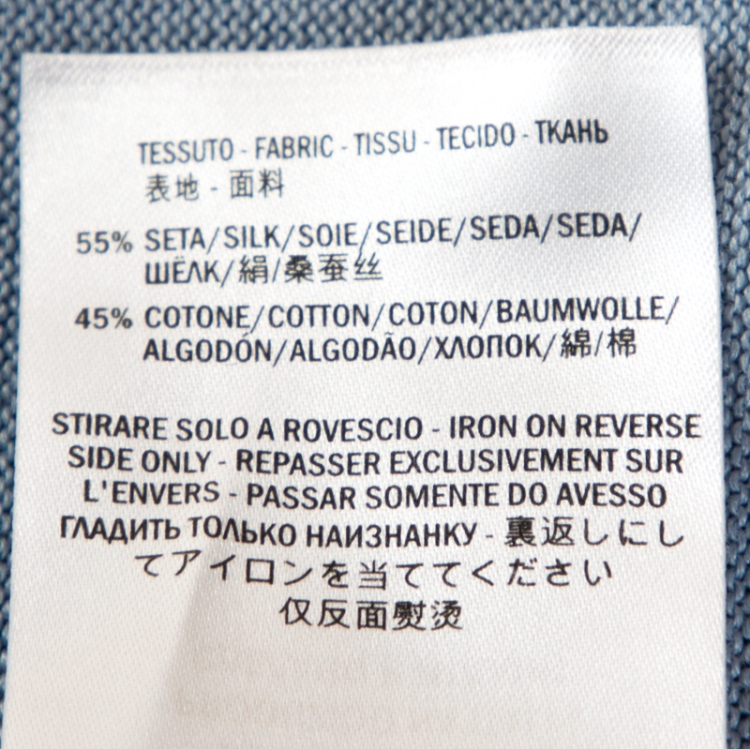 TESSUTO - FABRIC - TISSU - TECIDO - ТКАНЬ
表地 - 面料
55% SETA/SILK/SOIE/SEIDE/SEDA/SEDA/
ШЁЛК/絹/桑蚕丝
45% COTONE/COTTON/COTON/BAUMWOLLE/
ALGODÓN/ALGODÃO/ХЛОПОК/綿/棉
STIRARE SOLO A ROVESCIO - IRON ON REVERSE
SIDE ONLY - REPASSER EXCLUSIVEMENT SUR
L'ENVERS - PASSAR SOMENTE DO AVESSO
ГЛАДИТЬ ТОЛЬКО НАИЗНАНКУ - 裏返しにし
てアイロンを当ててください
仅反面熨烫